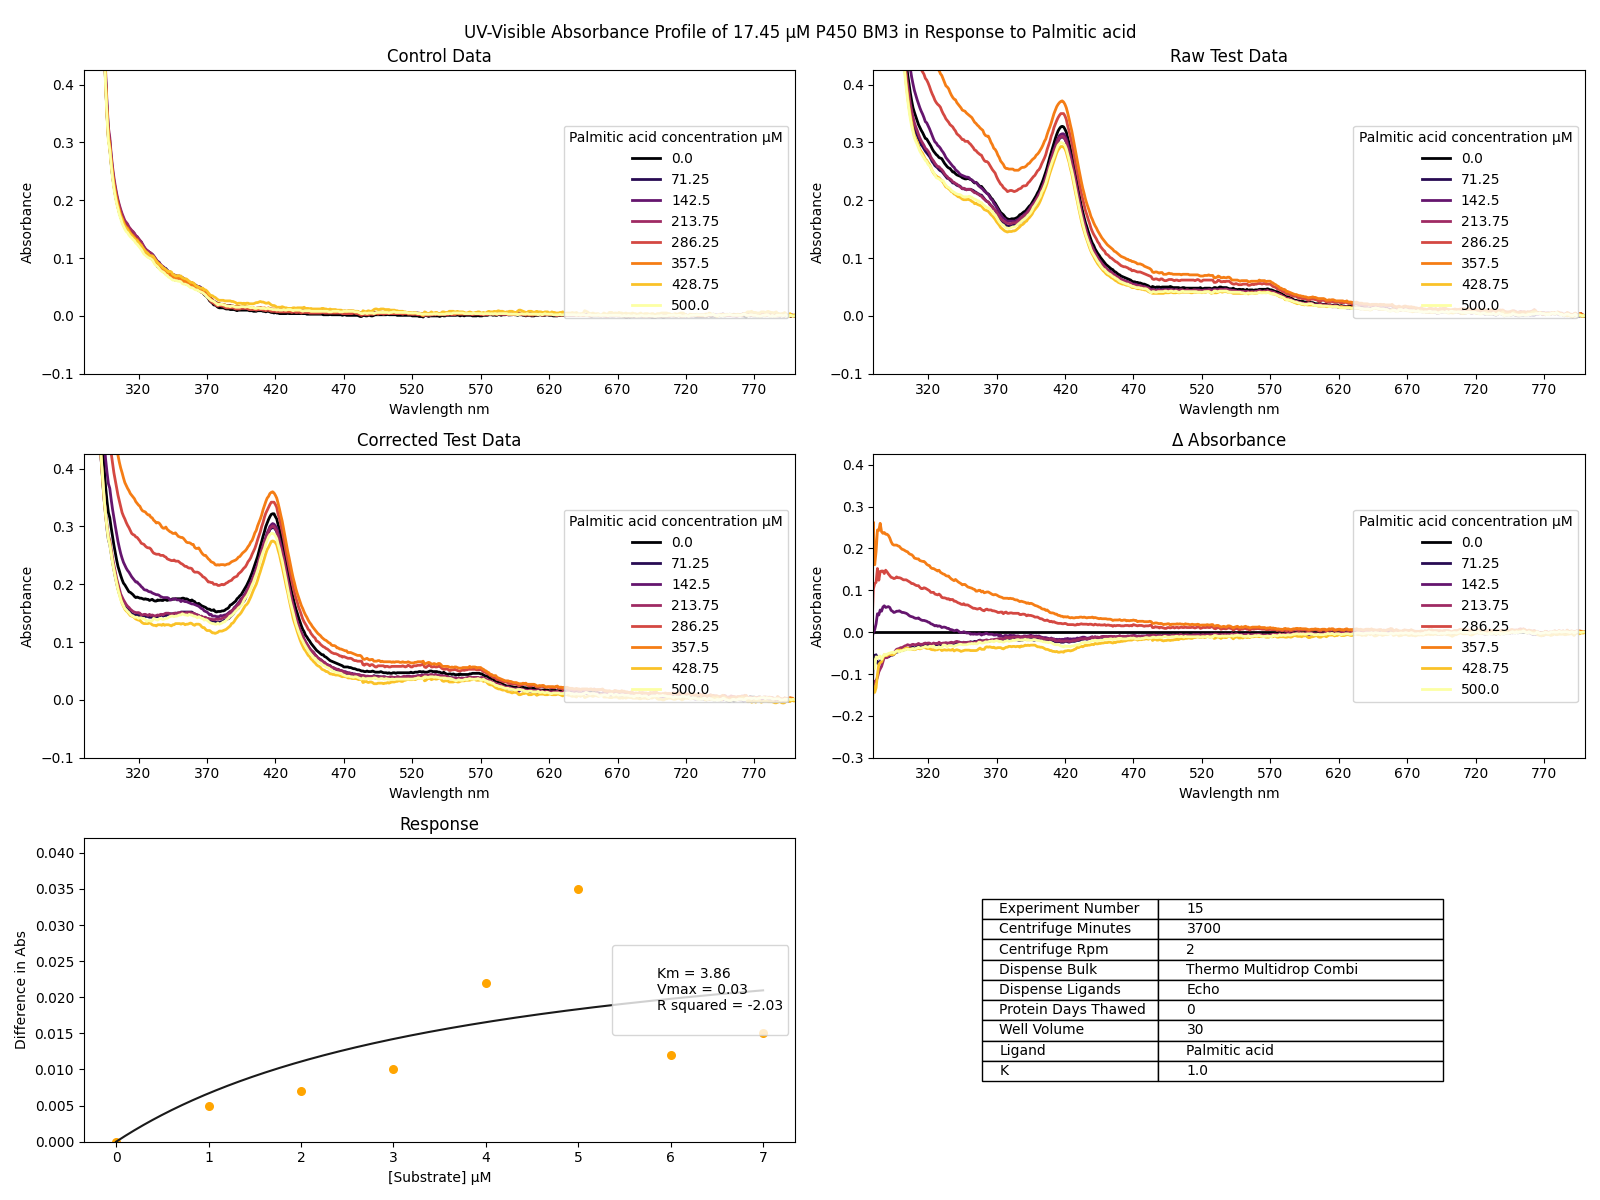 UV-Visible Absorbance Profile of 17.45 µM P450 BM3 in Response to Palmitic acid
Control Data
Absorbance
0.4
0.3
0.2
0.1
0.0
−0.1
320 370 420 470 520 570 620 670 720 770
Wavlength nm
Palmitic acid concentration µM
0.0
71.25
142.5
213.75
286.25
357.5
428.75
500.0
Raw Test Data
Absorbance
0.4
0.3
0.2
0.1
0.0
−0.1
320 370 420 470 520 570 620 670 720 770
Wavlength nm
Palmitic acid concentration µM
0.0
71.25
142.5
213.75
286.25
357.5
428.75
500.0
Corrected Test Data
Absorbance
0.4
0.3
0.2
0.1
0.0
−0.1
320 370 420 470 520 570 620 670 720 770
Wavlength nm
Palmitic acid concentration µM
0.0
71.25
142.5
213.75
286.25
357.5
428.75
500.0
Δ Absorbance
Absorbance
0.4
0.3
0.2
0.1
0.0
−0.1
−0.2
−0.3
320 370 420 470 520 570 620 670 720 770
Wavlength nm
Palmitic acid concentration µM
0.0
71.25
142.5
213.75
286.25
357.5
428.75
500.0
Response
Difference in Abs
0.040
0.035
0.030
0.025
0.020
0.015
0.010
0.005
0.000
0 1 2 3 4 5 6 7
[Substrate] µM
Km = 3.86
Vmax = 0.03
R squared = -2.03
Experiment Number 15
Centrifuge Minutes 3700
Centrifuge Rpm 2
Dispense Bulk Thermo Multidrop Combi
Dispense Ligands Echo
Protein Days Thawed 0
Well Volume 30
Ligand Palmitic acid
K 1.0